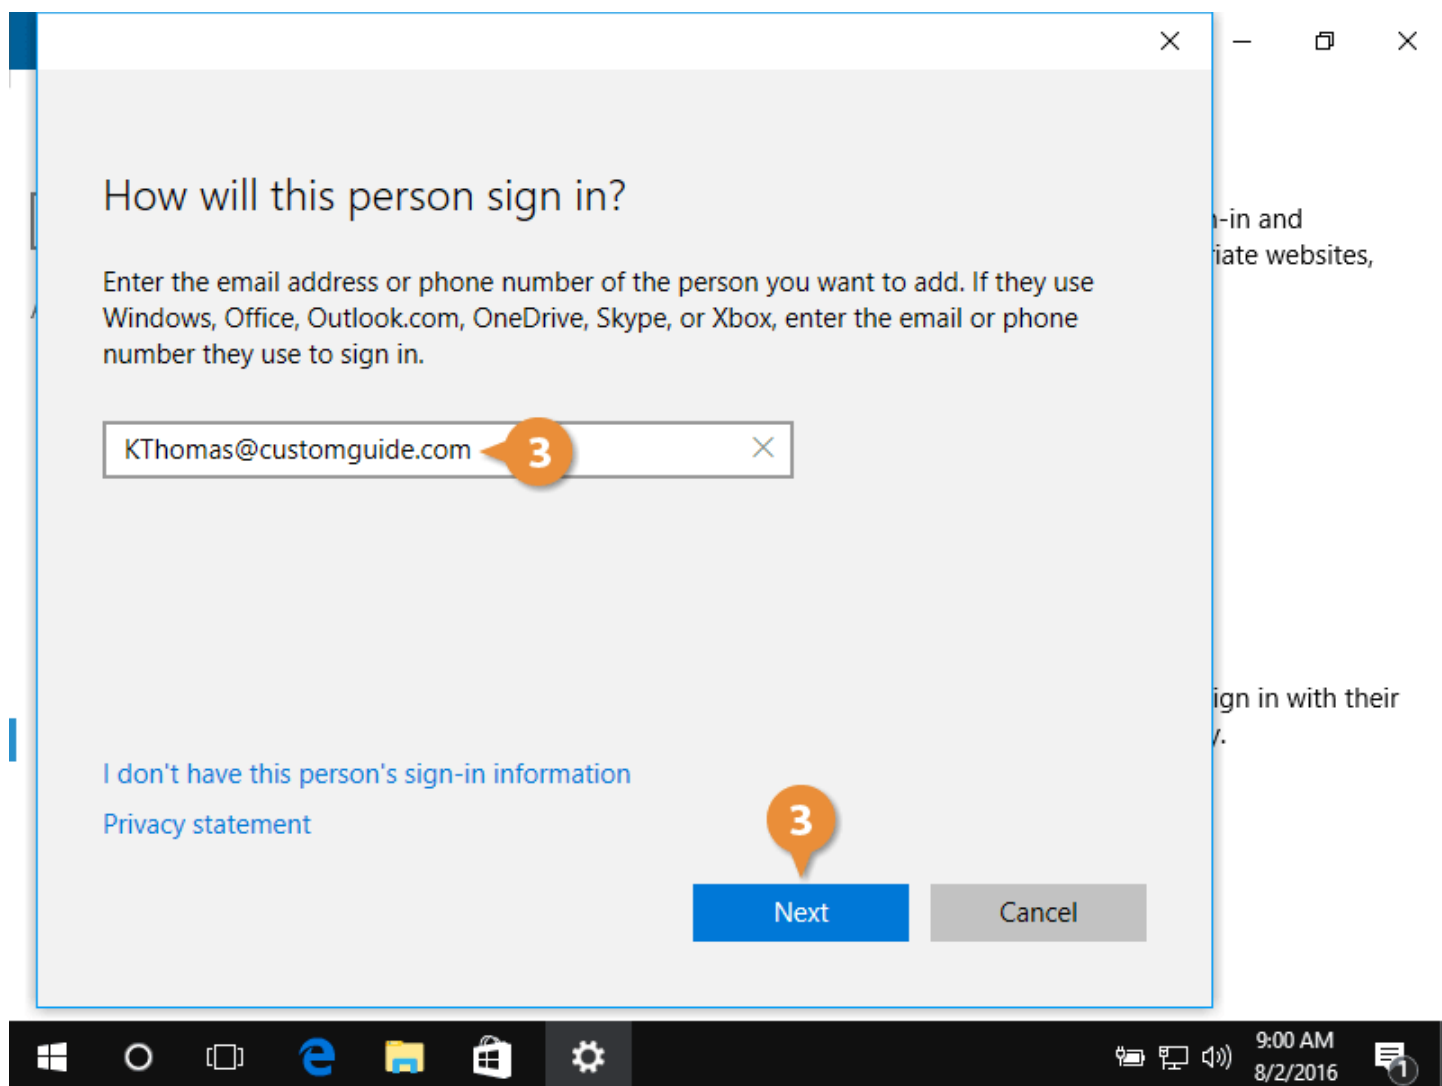 How will this person sign in?
Enter the email address or phone number of the person you want to add. If they use
Windows, Office, Outlook.com, OneDrive, Skype, or Xbox, enter the email or phone
number they use to sign in.
KThomas@customguide.com
3
I don't have this person's sign-in information
Privacy statement
3
Next
Cancel
-in and
websites,
sign in with their
9:00 AM
8/2/2016
1